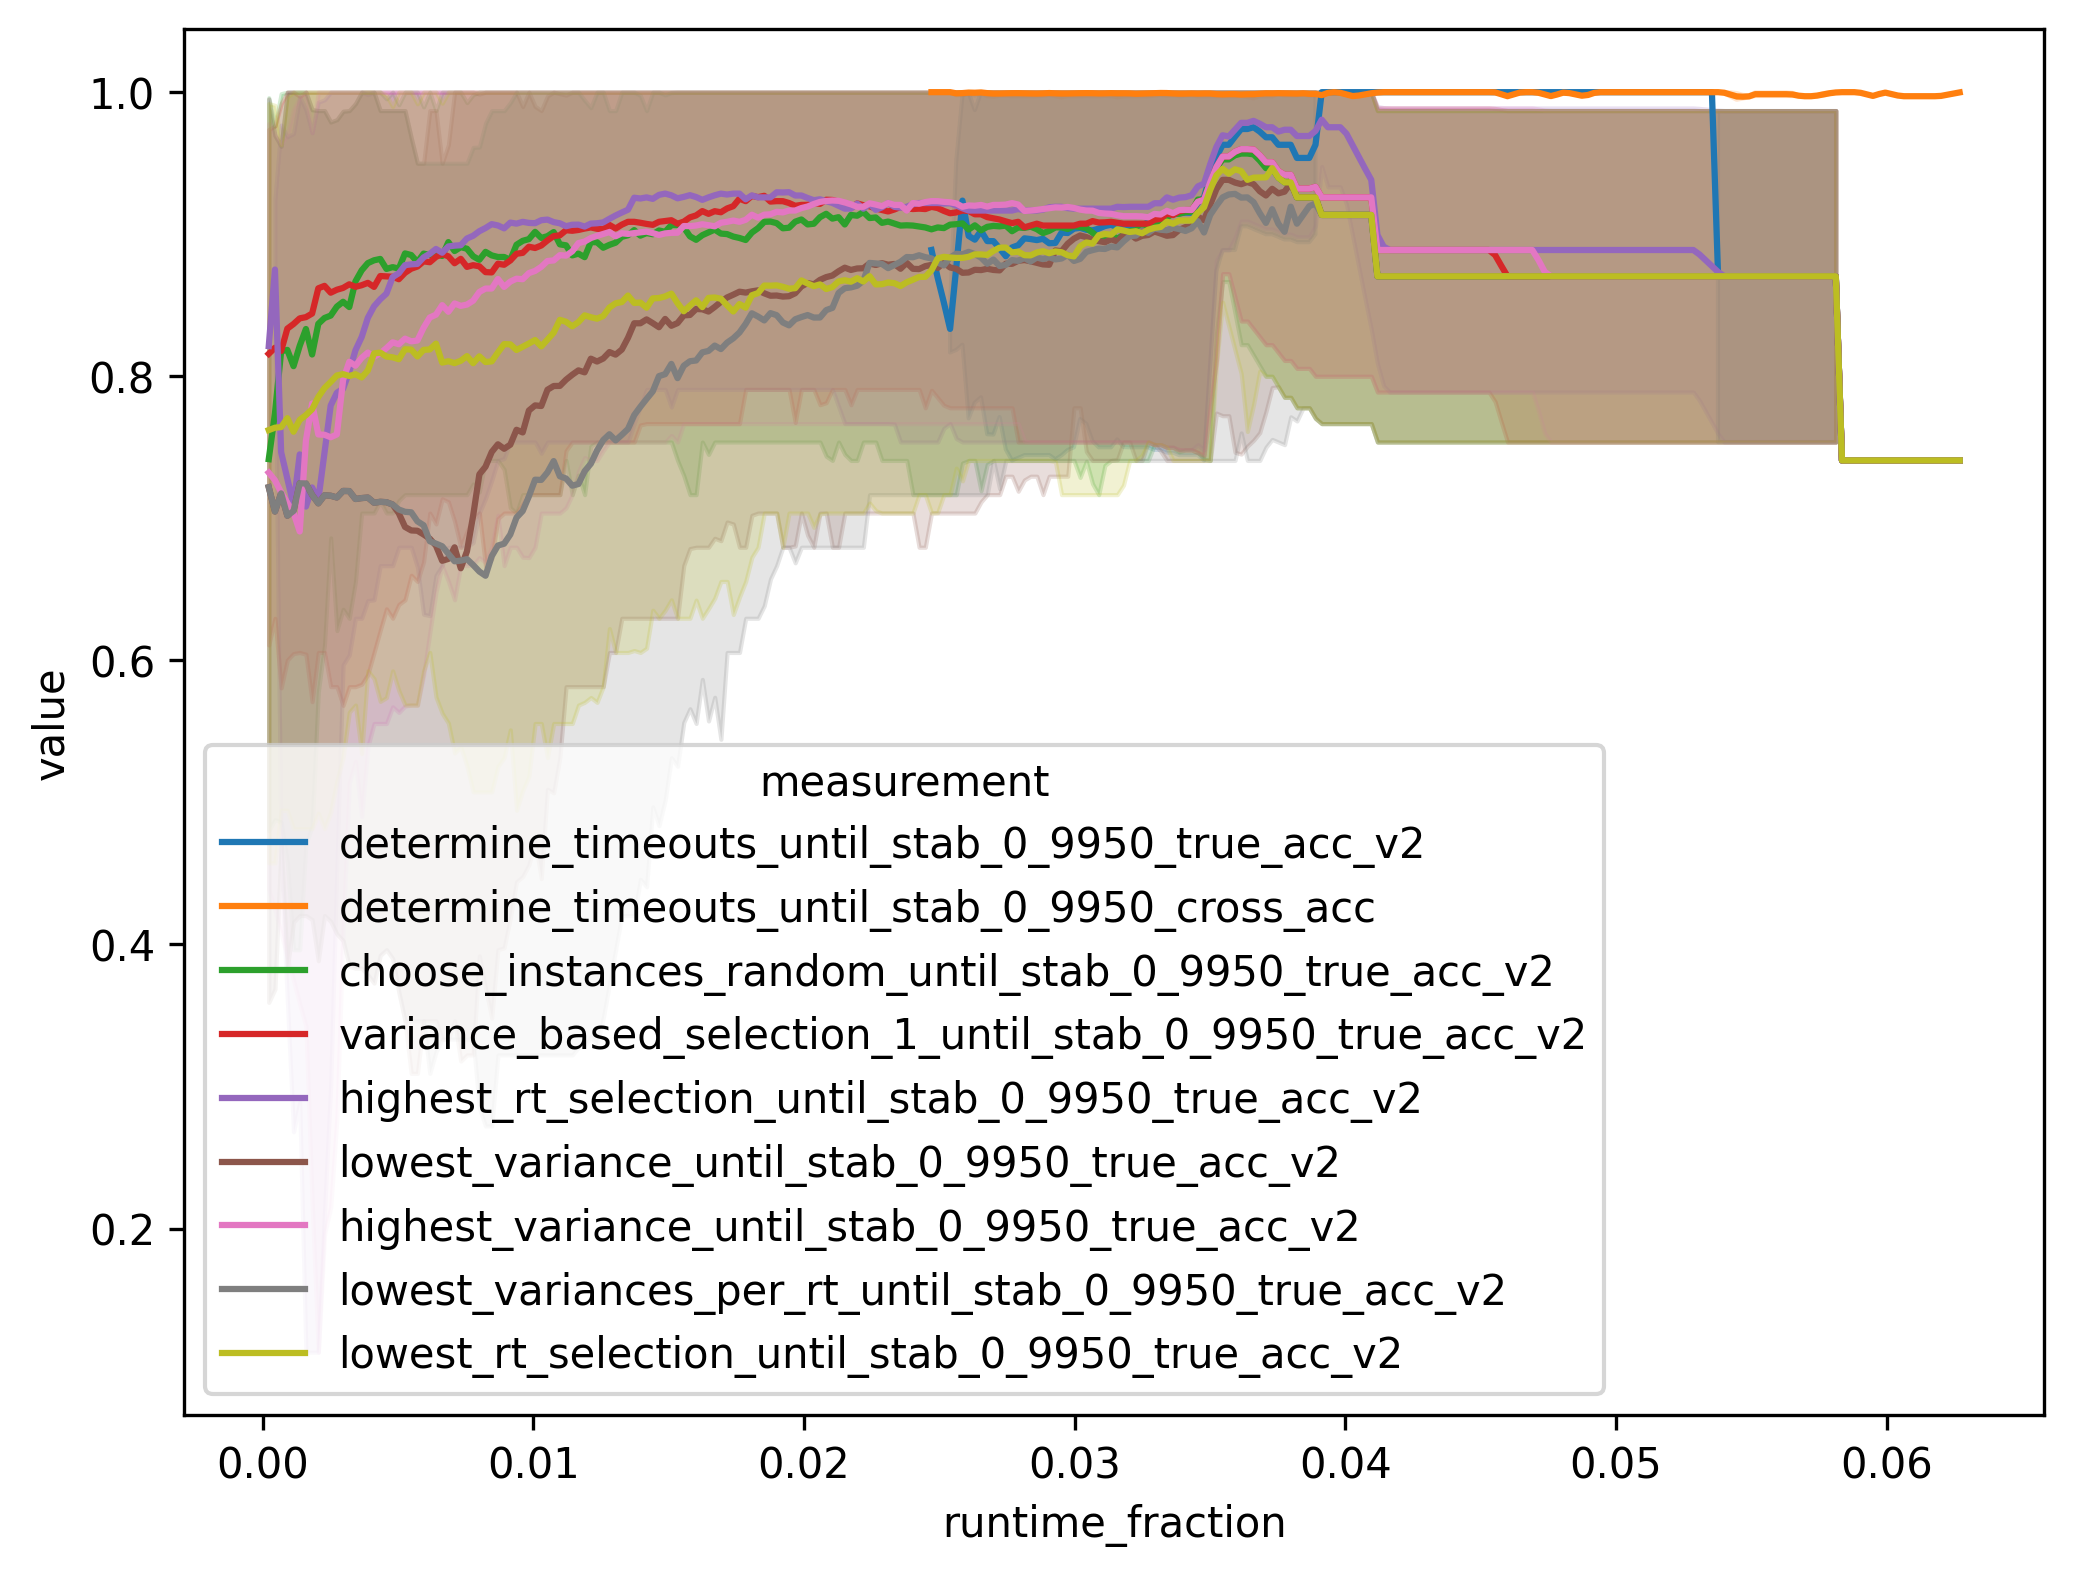 1.0
0.8
0.6
0.4
0.2
value
measurement
determine_timeouts_until_stab_0_9950_true_acc_v2
determine_timeouts_until_stab_0_9950_cross_acc
choose_instances_random_until_stab_0_9950_true_acc_v2
variance_based_selection_1_until_stab_0_9950_true_acc_v2
highest_rt_selection_until_stab_0_9950_true_acc_v2
lowest_variance_until_stab_0_9950_true_acc_v2
highest_variance_until_stab_0_9950_true_acc_v2
lowest_variances_per_rt_until_stab_0_9950_true_acc_v2
lowest_rt_selection_until_stab_0_9950_true_acc_v2
0.00 0.01 0.02 0.03 0.04 0.05 0.06
runtime_fraction